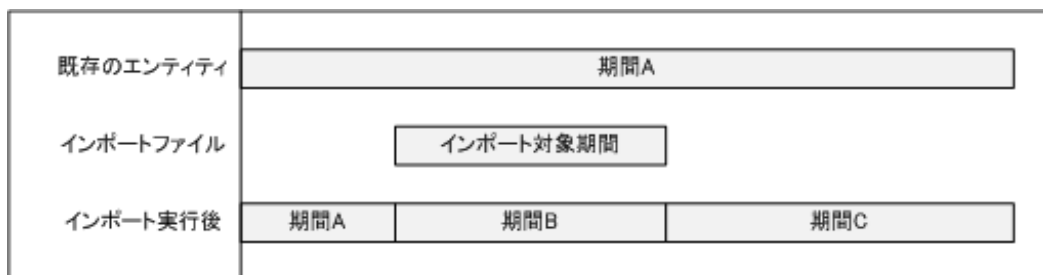 既存のエンティティ
期間A
インポートファイル
インポート対象期間
インポート実行後
期間A
期間B
期間C